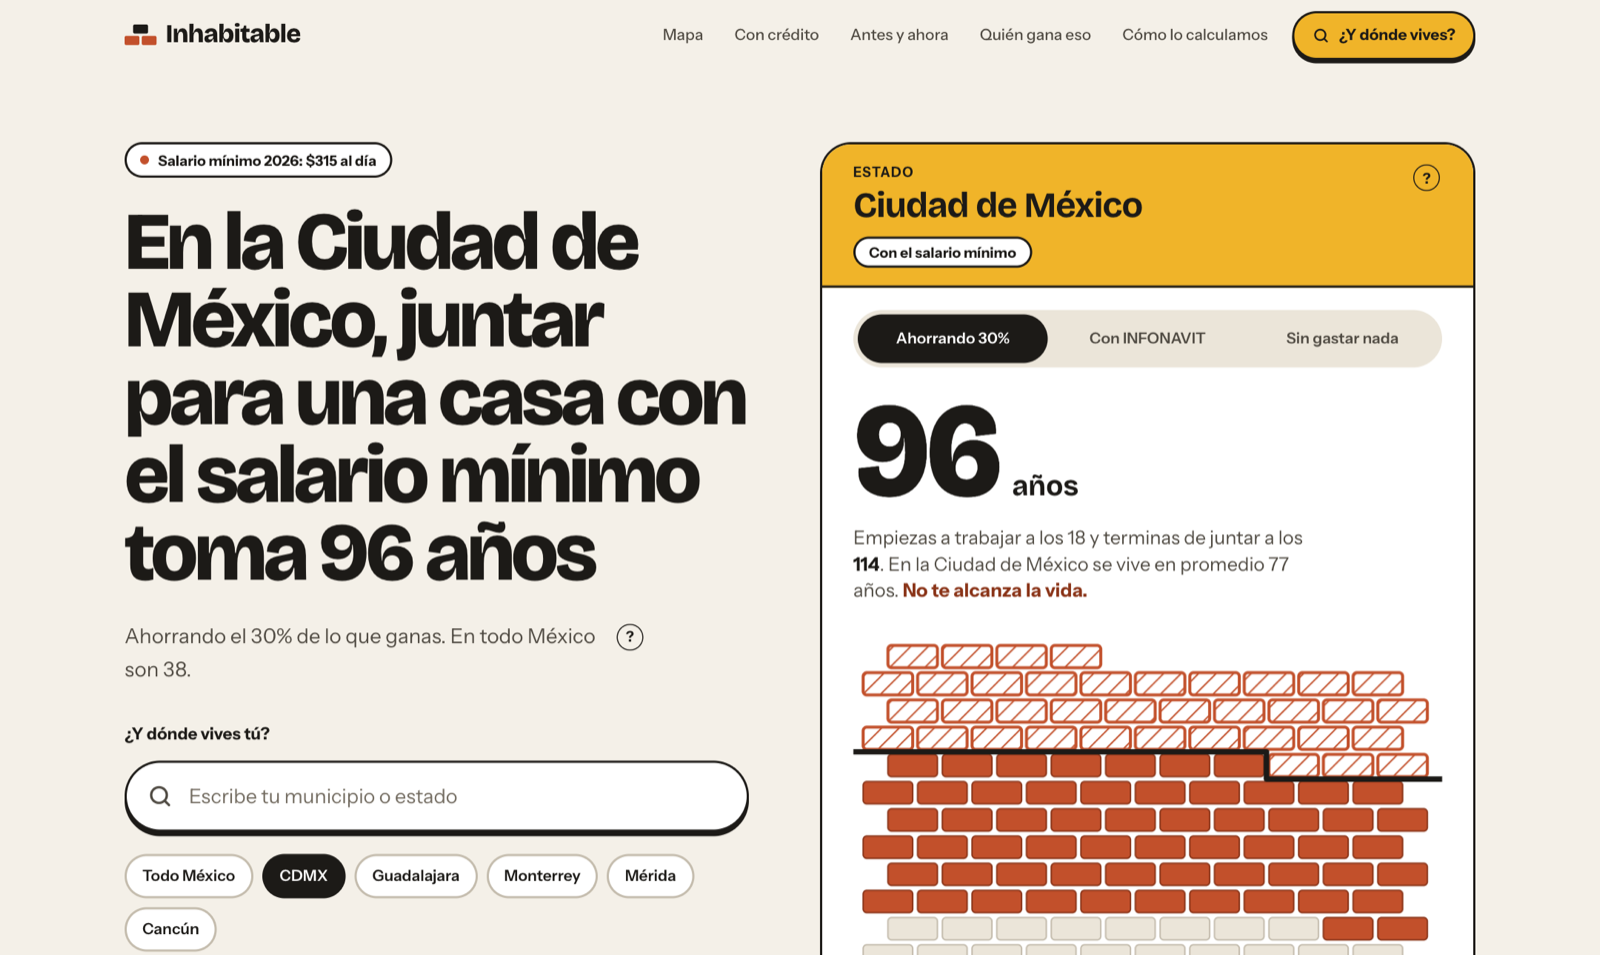 Inhabitable
Mapa
Con crédito
Antes y ahora
Quién gana eso
Cómo lo calculamos
¿Y dónde vives?
Salario mínimo 2026: $315 al día
En la Ciudad de
México, juntar
para una casa con
el salario mínimo
toma 96 años
Ahorrando el 30% de lo que ganas. En todo México
son 38.
?
¿Y dónde vives tú?
Escribe tu municipio o estado
Todo México
CDMX
Guadalajara
Monterrey
Mérida
Cancún
ESTADO
Ciudad de México
?
Con el salario mínimo
Ahorrando 30%
Con INFONAVIT
Sin gastar nada
96 años
Empiezas a trabajar a los 18 y terminas de juntar a los
114. En la Ciudad de México se vive en promedio 77
años. No te alcanza la vida.